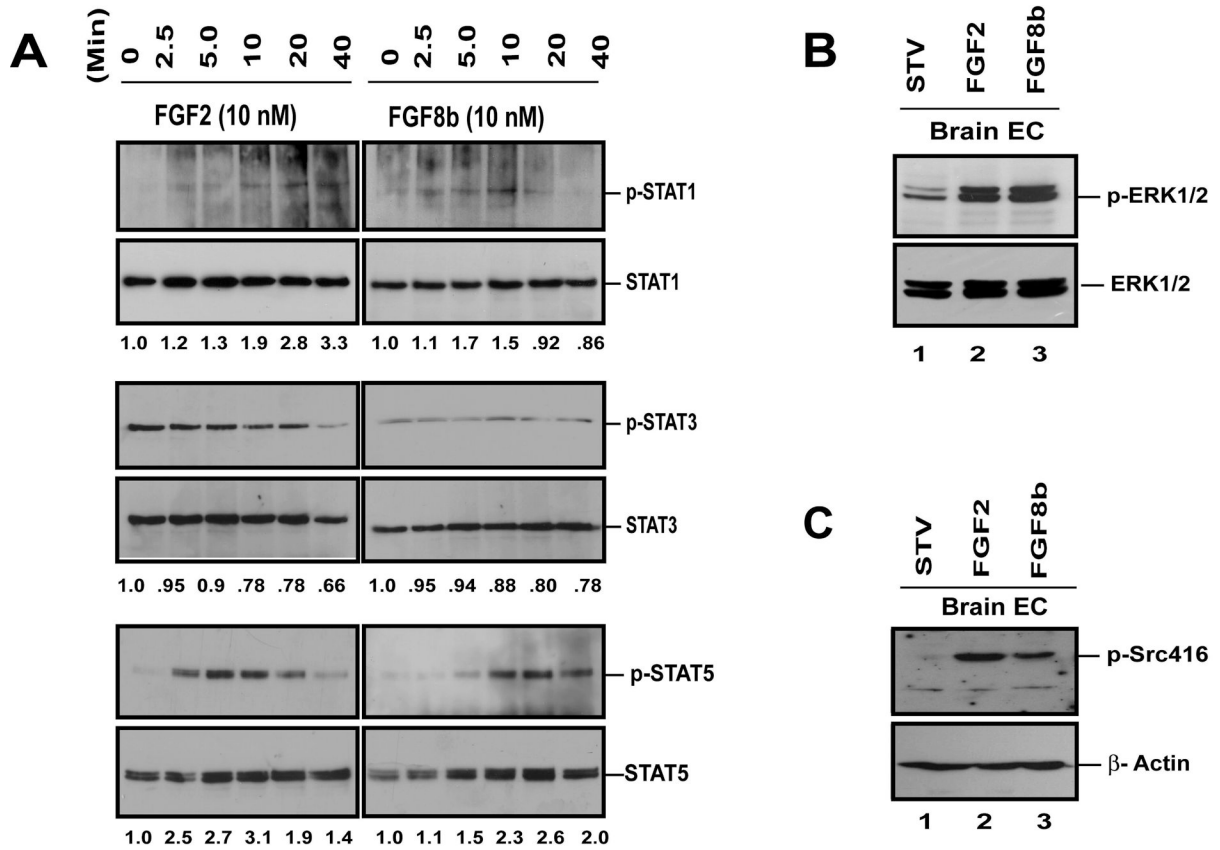 A
(Min) 0 2.5 5.0 10 20 40 0 2.5 5.0 10 20 40
FGF2 (10 nM) FGF8b (10 nM)
p-STAT1
STAT1
1.0 1.2 1.3 1.9 2.8 3.3 1.0 1.1 1.7 1.5 .92 .86
p-STAT3
STAT3
1.0 .95 0.9 .78 .78 .66 1.0 .95 .94 .88 .80 .78
p-STAT5
STAT5
1.0 2.5 2.7 3.1 1.9 1.4 1.0 1.1 1.5 2.3 2.6 2.0
B
STV FGF2 FGF8b
Brain EC
p-ERK1/2
ERK1/2
1 2 3
C
STV FGF2 FGF8b
Brain EC
p-Src416
β- Actin
1 2 3